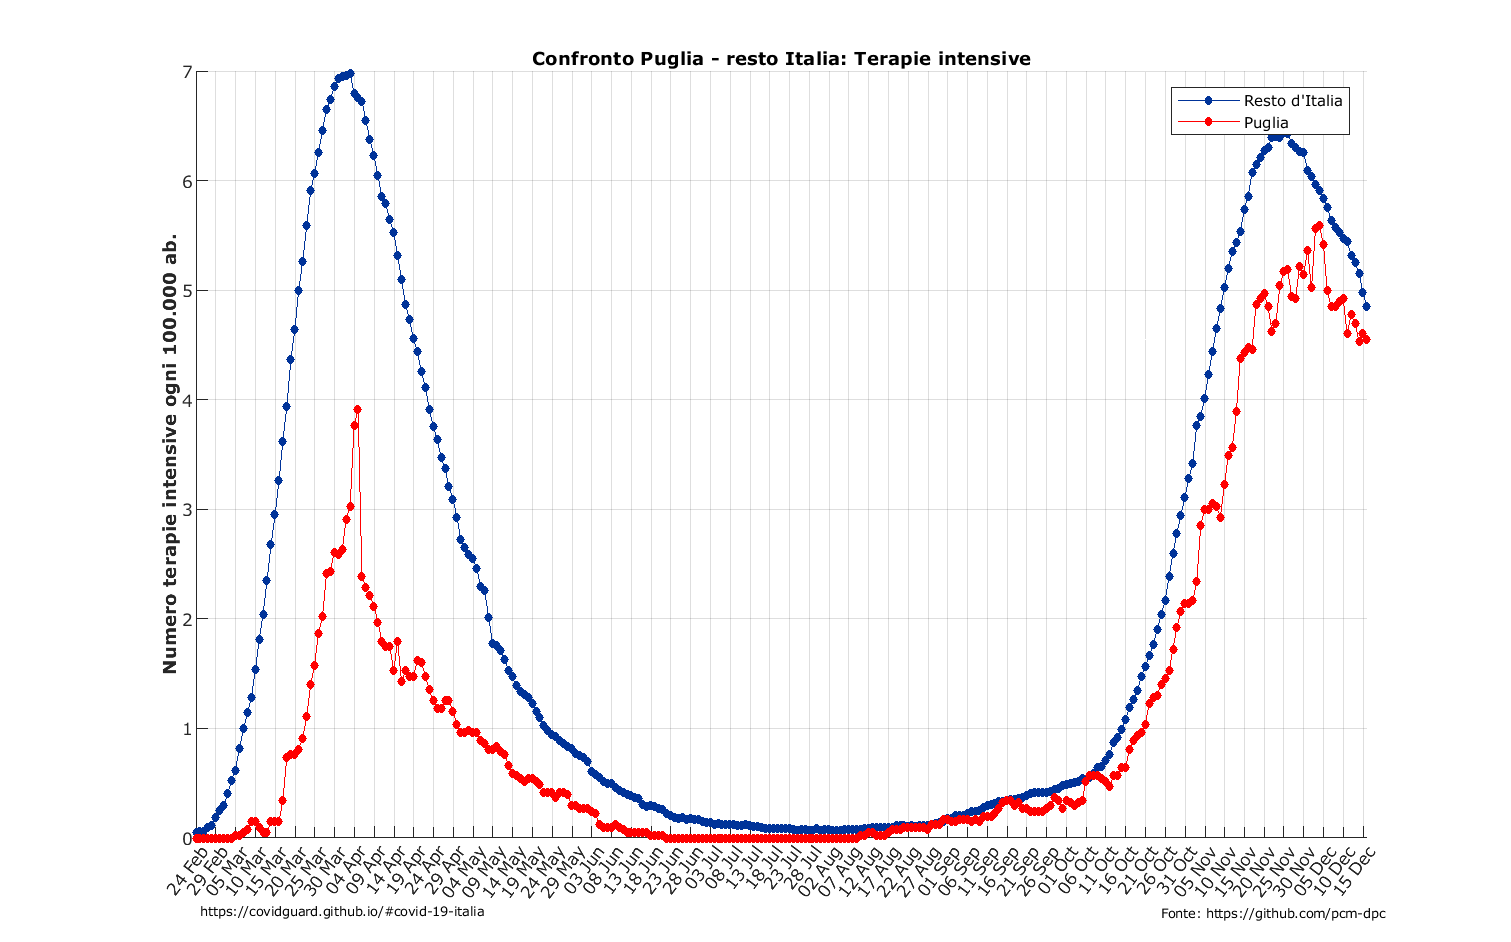 Confronto Puglia - resto Italia: Terapie intensive
Resto d'Italia
Puglia
Numero terapie intensive ogni 100.000 ab.
7
6
5
4
3
2
1
0
24 Feb
29 Feb
05 Mar
10 Mar
15 Mar
20 Mar
25 Mar
30 Mar
04 Apr
09 Apr
14 Apr
19 Apr
24 Apr
29 Apr
04 May
09 May
14 May
19 May
24 May
29 May
03 Jun
08 Jun
13 Jun
18 Jun
23 Jun
28 Jun
03 Jul
08 Jul
13 Jul
18 Jul
23 Jul
28 Jul
02 Aug
07 Aug
12 Aug
17 Aug
22 Aug
27 Aug
01 Sep
06 Sep
11 Sep
16 Sep
21 Sep
26 Sep
01 Oct
06 Oct
11 Oct
16 Oct
21 Oct
26 Oct
31 Oct
05 Nov
10 Nov
15 Nov
20 Nov
25 Nov
30 Nov
05 Dec
10 Dec
15 Dec
https://covidguard.github.io/#covid-19-italia
Fonte: https://github.com/pcm-dpc